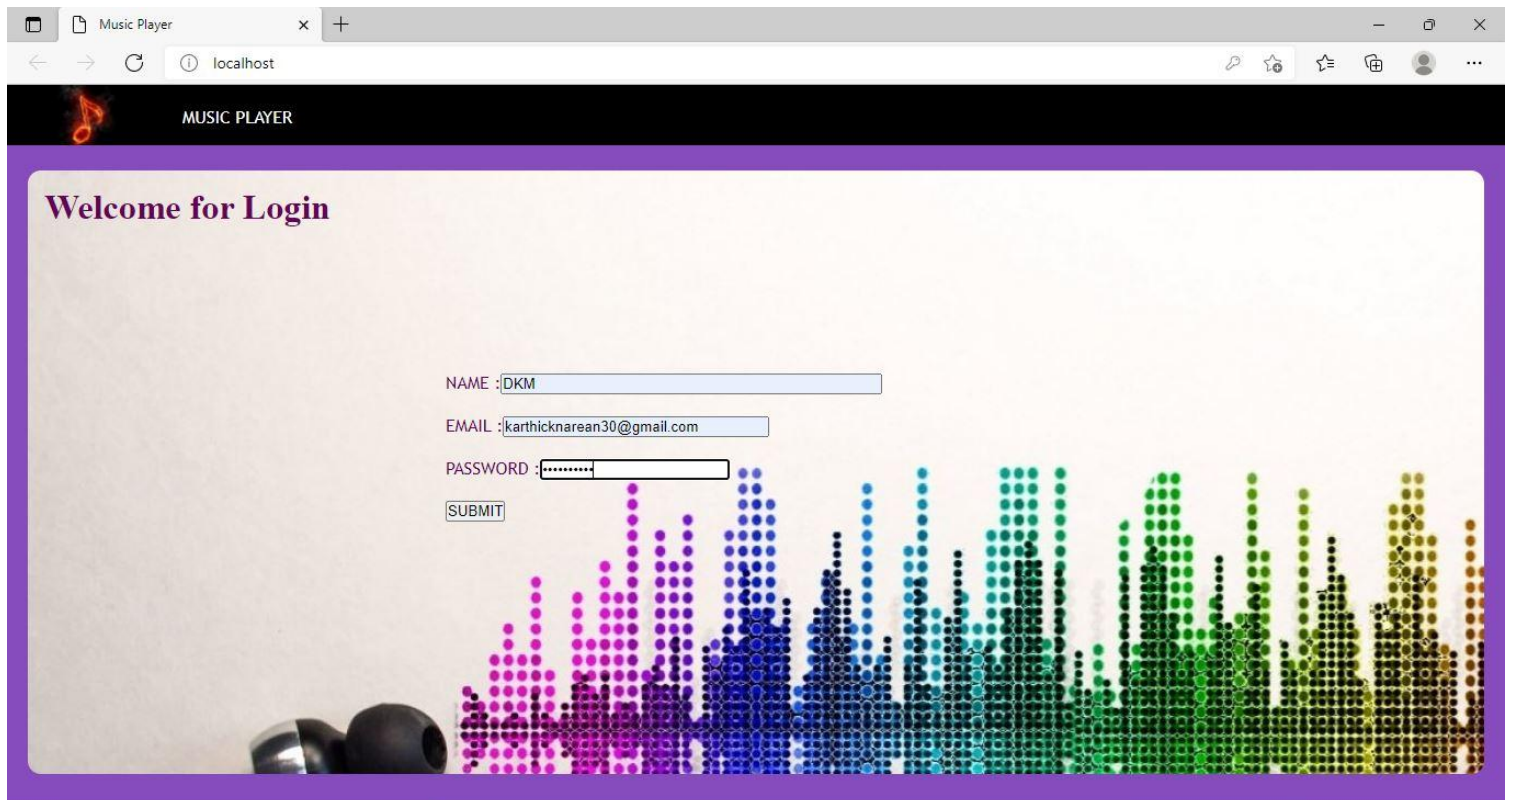 Music Player
localhost
MUSIC PLAYER
Welcome for Login
NAME :DKM
EMAIL :karthicknarean30@gmail.com
PASSWORD :••••••••••
SUBMIT